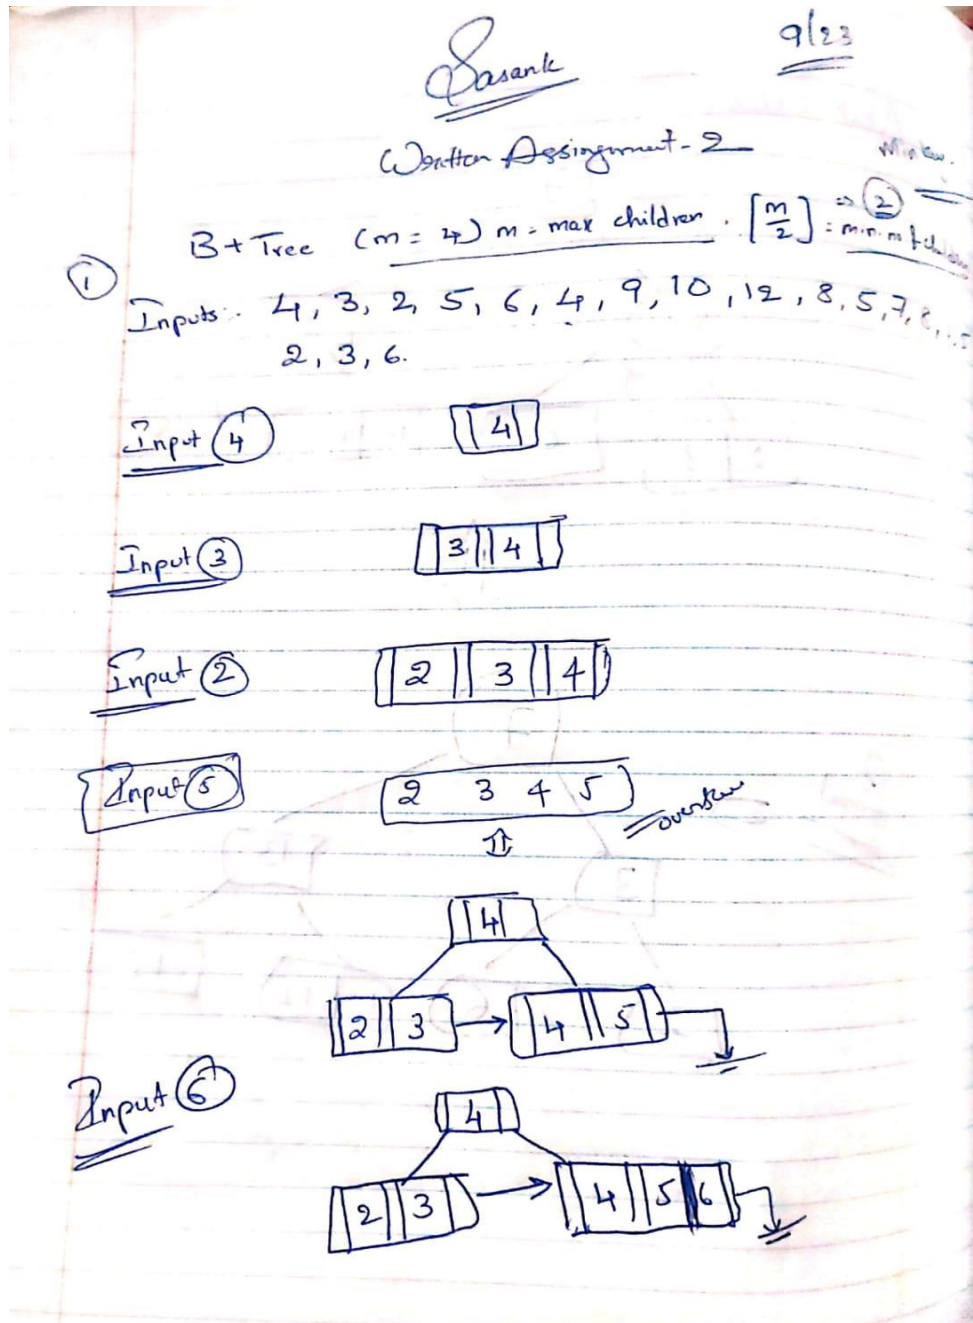 Sasank
9/23
Written Assingnment-2
B+ Tree (m = 4) m = max children. [m/2] => 2 = min. no of
1
Inputs:. 4, 3, 2, 5, 6, 4, 9, 10, 12, 8, 5, 7, 8,
2, 3, 6.
Input 4
4
Input 3
3 4
Input 2
2 3 4
Input 5
2 3 4 5
4
2 3 4 5
Input 6
4
2 3 4 5 6